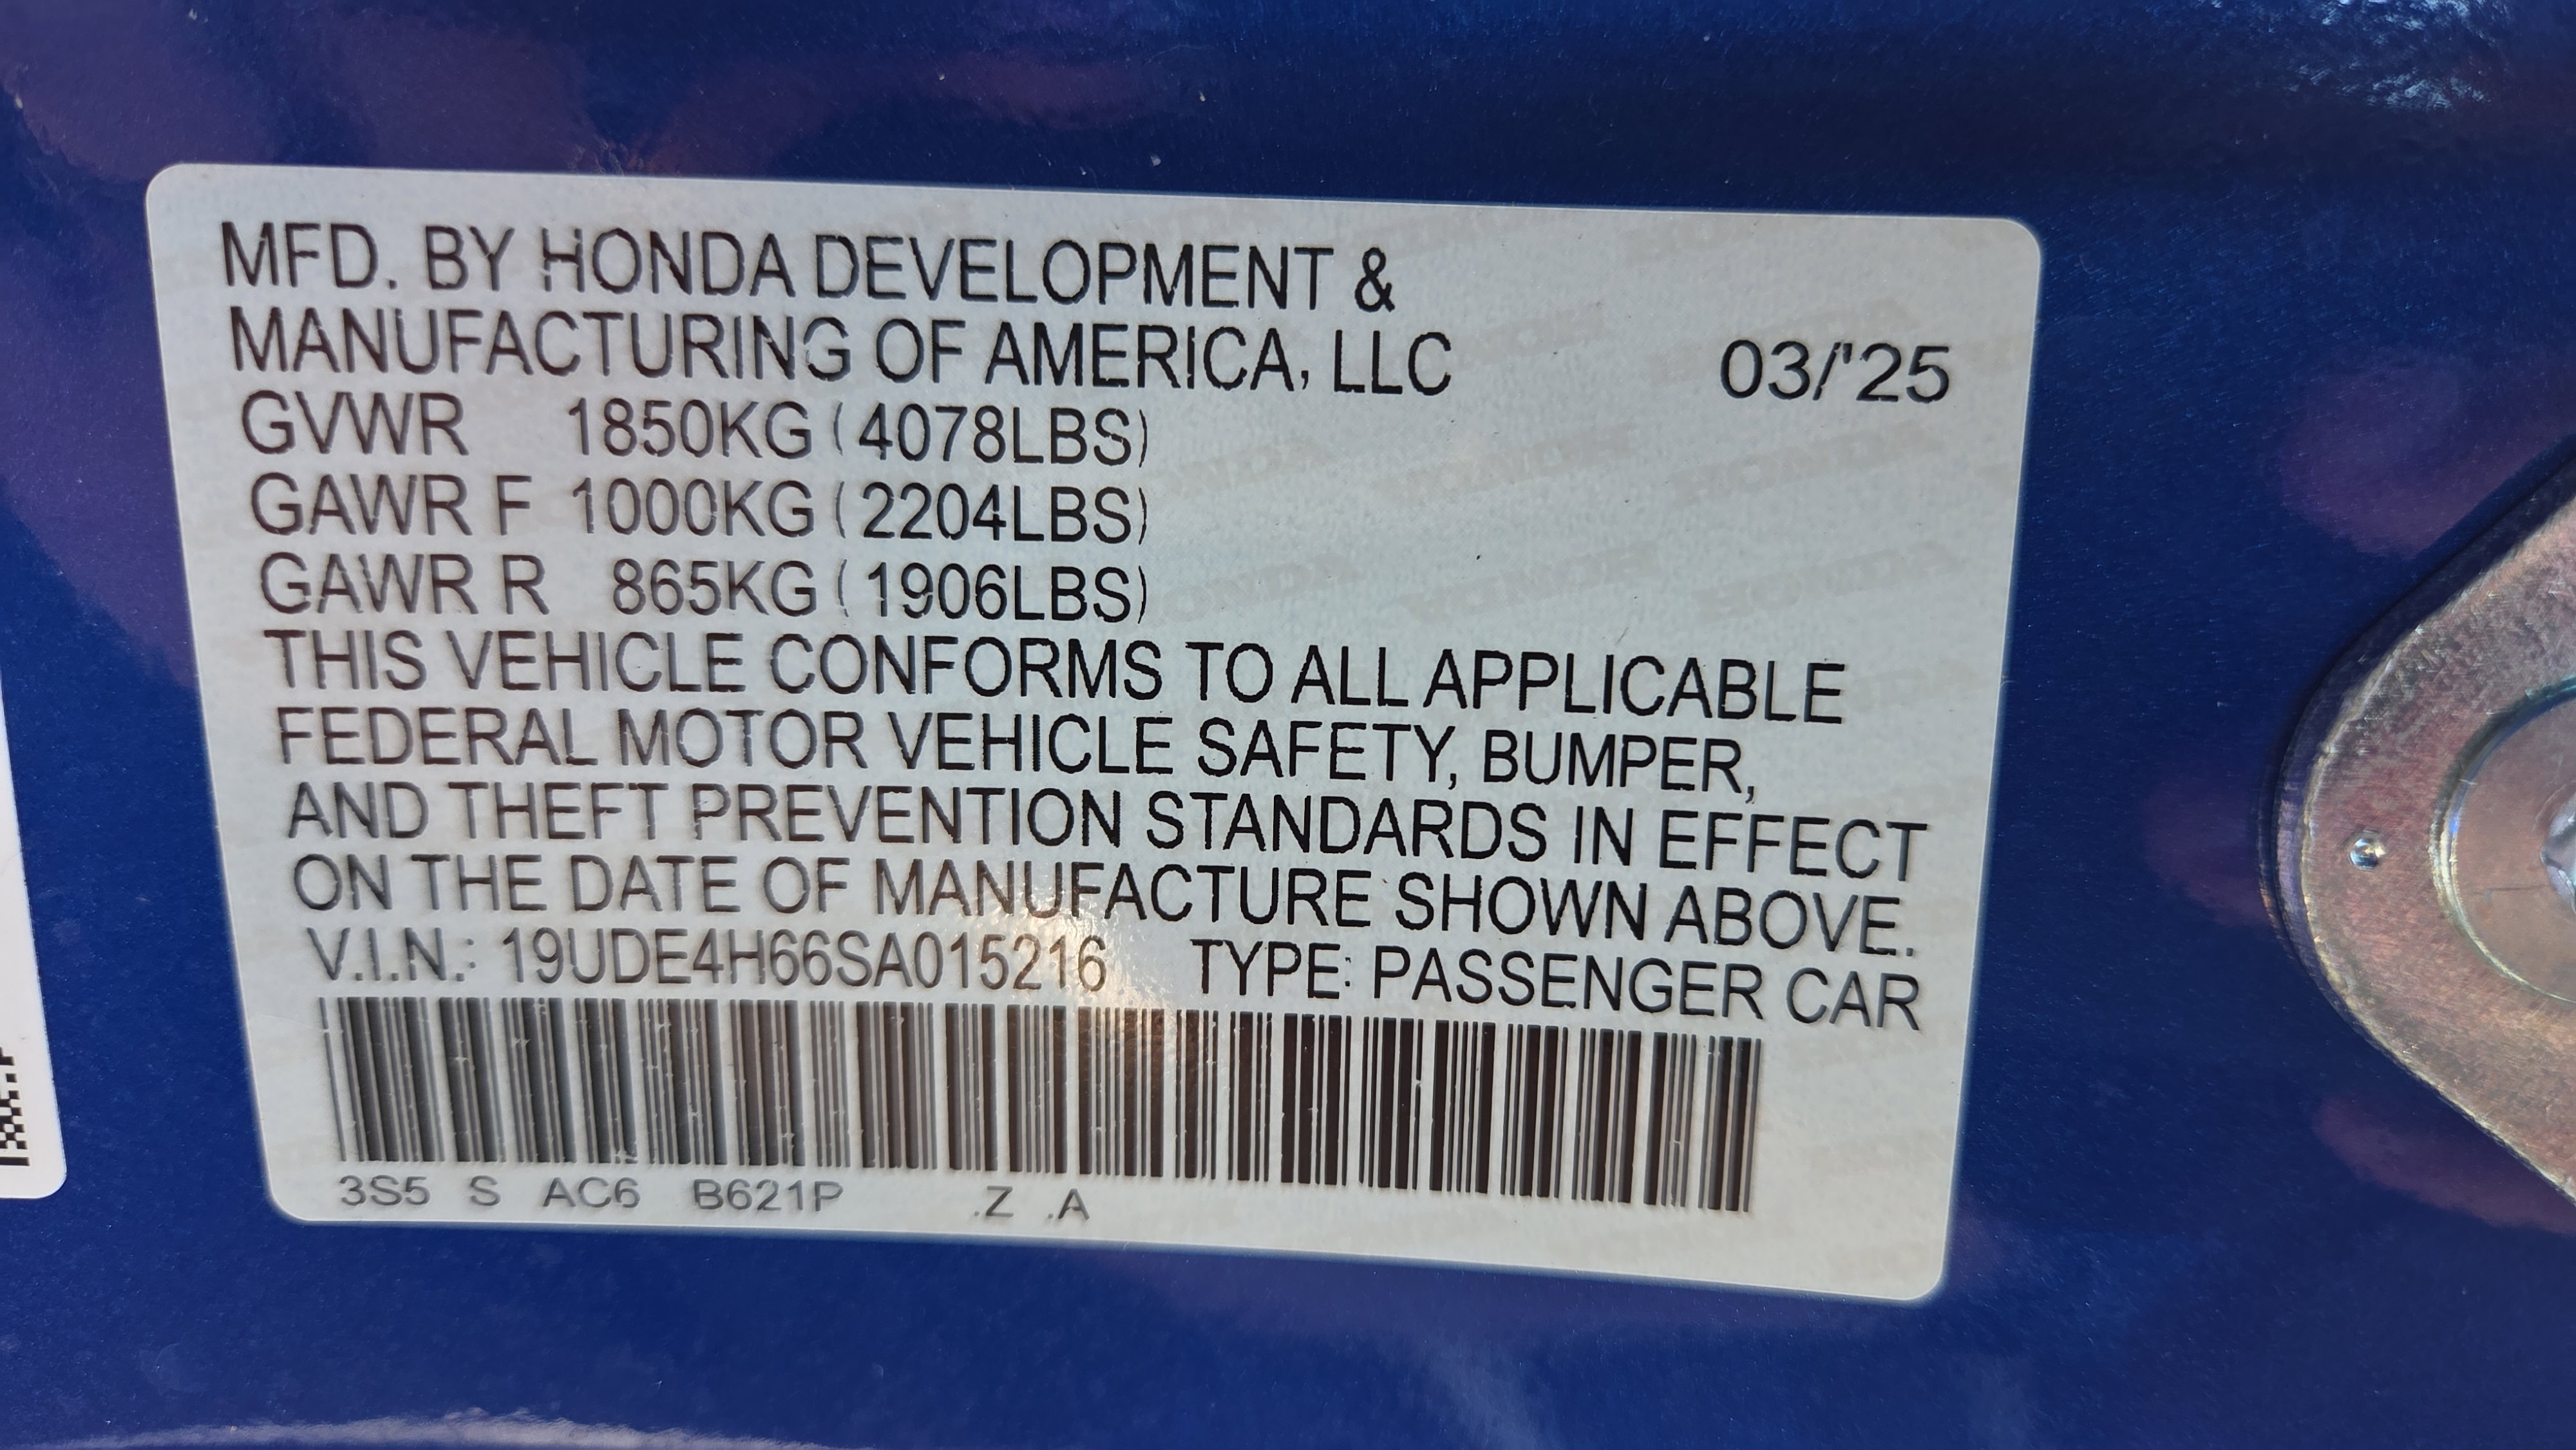 MFD. BY HONDA DEVELOPMENT &
MANUFACTURING OF AMERICA, LLC 03/'25
GVWR 1850KG (4078LBS)
GAWR F 1000KG (2204LBS)
GAWR R 865KG (1906LBS)
THIS VEHICLE CONFORMS TO ALL APPLICABLE
FEDERAL MOTOR VEHICLE SAFETY, BUMPER,
AND THEFT PREVENTION STANDARDS IN EFFECT
ON THE DATE OF MANUFACTURE SHOWN ABOVE.
V.I.N.: 19UDE4H66SA015216 TYPE: PASSENGER CAR
3S5 S AC6 B621P .Z .A